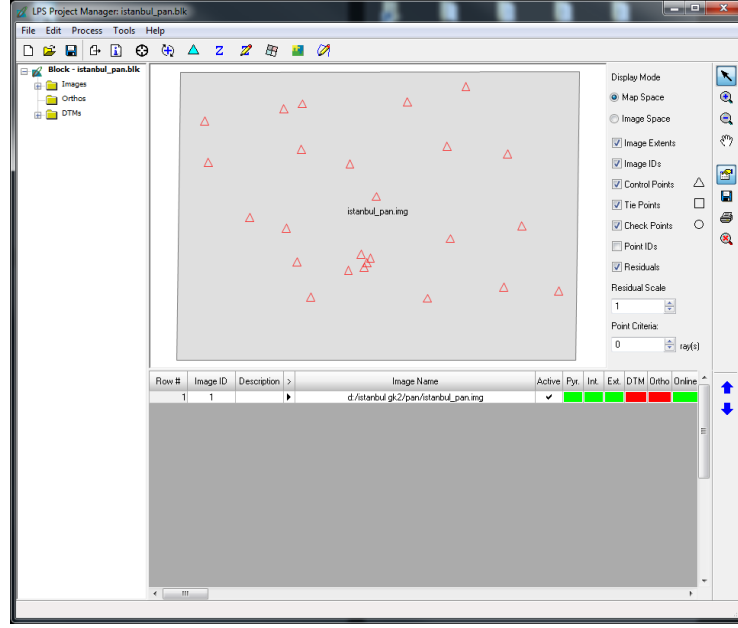 LPS Project Manager: istanbul_pan.blk
File Edit Process Tools Help
Block - istanbul_pan.blk
Images
Orthos
DTMs
istanbul_pan.img
Display Mode
Map Space
Image Space
Image Extents
Image IDs
Control Points
Tie Points
Check Points
Point IDs
Residuals
Residual Scale
1
Point Criteria:
0 ray(s)
Row # Image ID Description > Image Name Active Pyr. Int. Ext. DTM Ortho Online
1 1 d:/istanbul gk2/pan/istanbul_pan.img